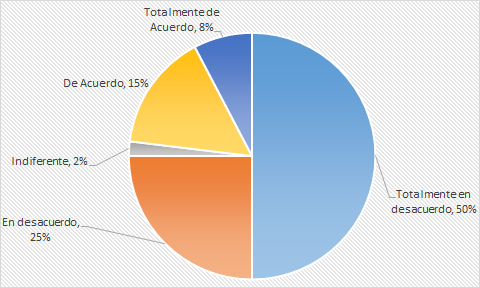 Totalmente de
Acuerdo, 8%
De Acuerdo, 15%
Indiferente, 2%
En desacuerdo,
25%
Totalmente en
desacuerdo, 50%